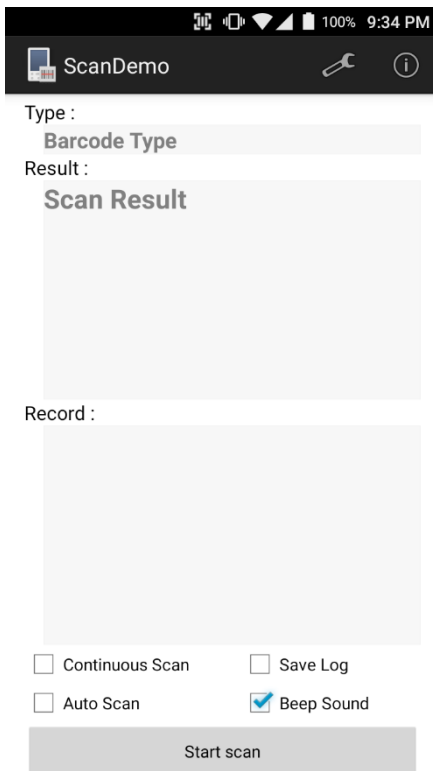 100% 9:34 PM
ScanDemo
Type :
Barcode Type
Result :
Scan Result
Record :
Continuous Scan Save Log
Auto Scan Beep Sound
Start scan